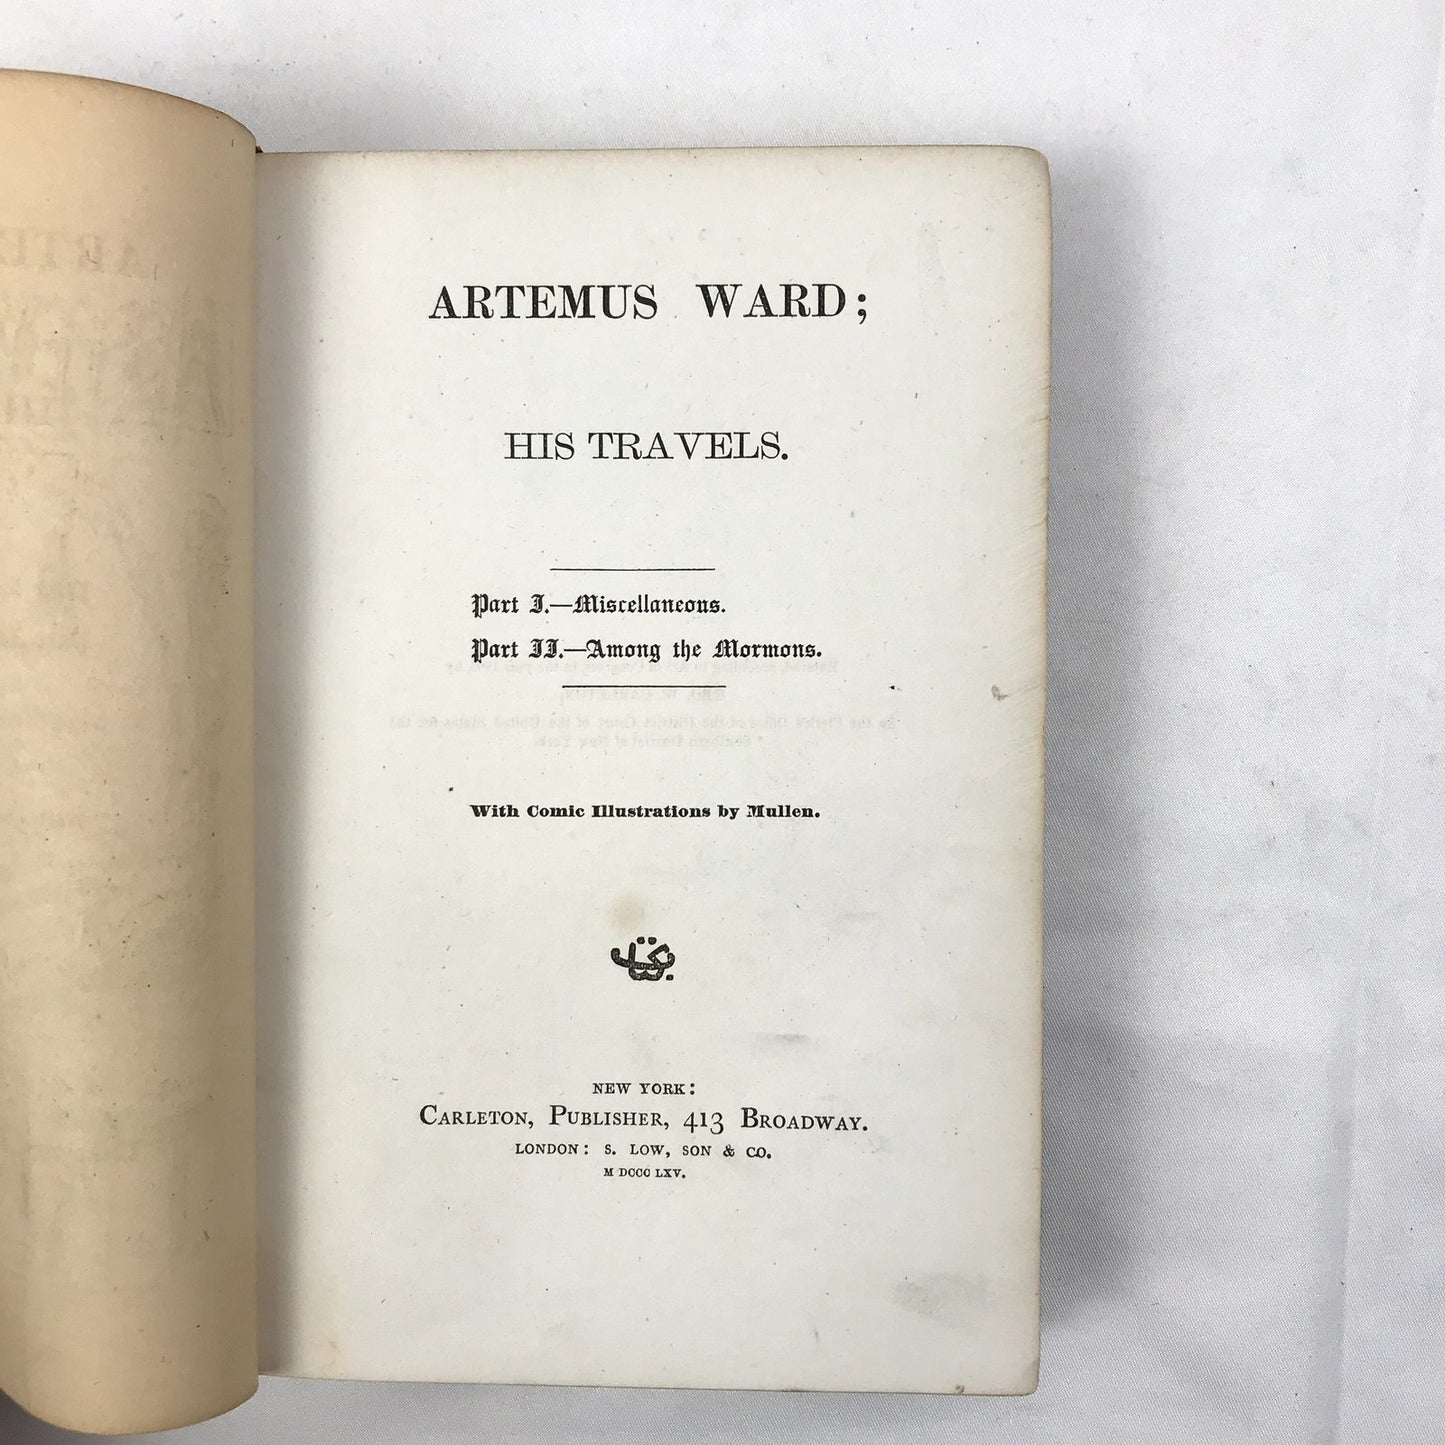 ARTEMUS WARD;
HIS TRAVELS.
Part I.—Miscellaneous.
Part II.—Among the Mormons.
With Comic Illustrations by Mullen.
NEW YORK:
CARLETON, PUBLISHER, 413 BROADWAY.
LONDON: S. LOW, SON & CO.
M DCCC LXV.